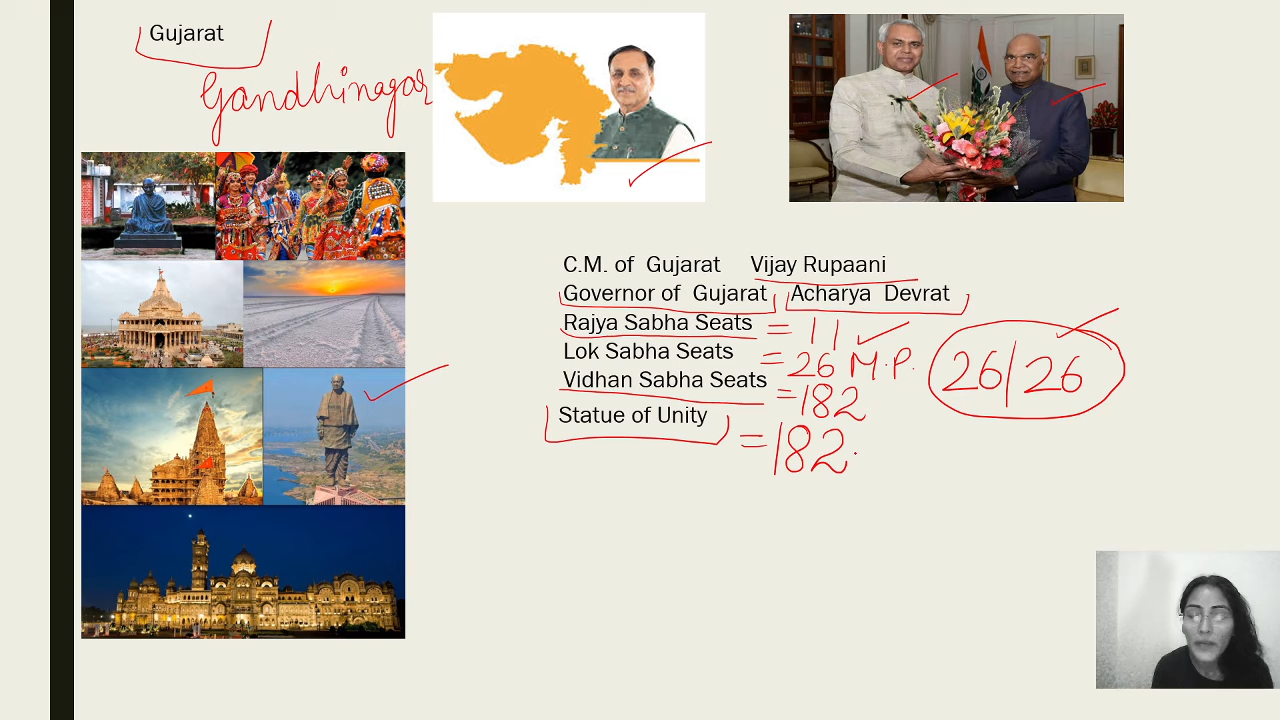 Gujarat
Gandhinagar
C.M. of Gujarat Vijay Rupaani
Governor of Gujarat Acharya Devrat
Rajya Sabha Seats = 11
Lok Sabha Seats = 26 M.P.
26/26
Vidhan Sabha Seats = 182
Statue of Unity = 182.